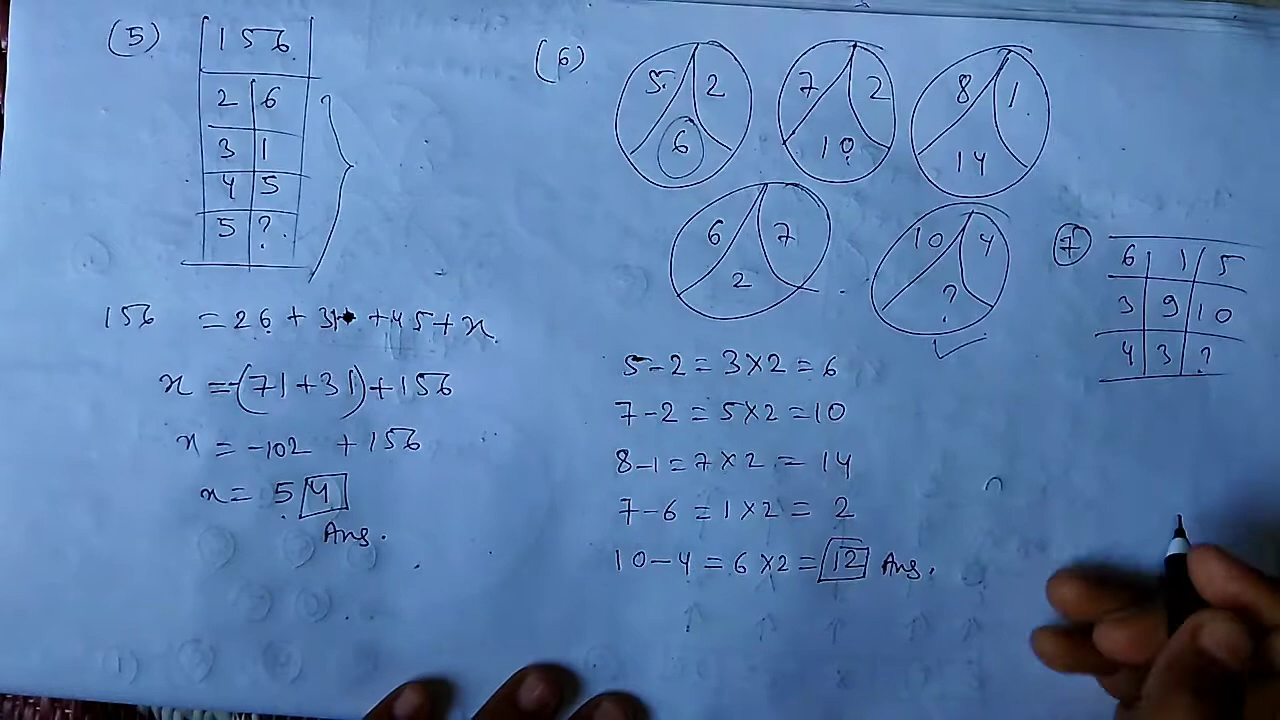 (5)
156
2 6
3 1
4 5
5 ?
156 = 26 + 31 + 45 + x
x = -(71 + 31) + 156
x = -102 + 156
x = 54
Ans.
(6)
5 2 6
7 2 10
8 1 14
6 7 2
10 4 ?
5-2 = 3×2 = 6
7-2 = 5×2 = 10
8-1 = 7×2 = 14
7-6 = 1×2 = 2
10-4 = 6×2 = 12 Ans.
7
6 1 5
3 9 10
4 3 ?